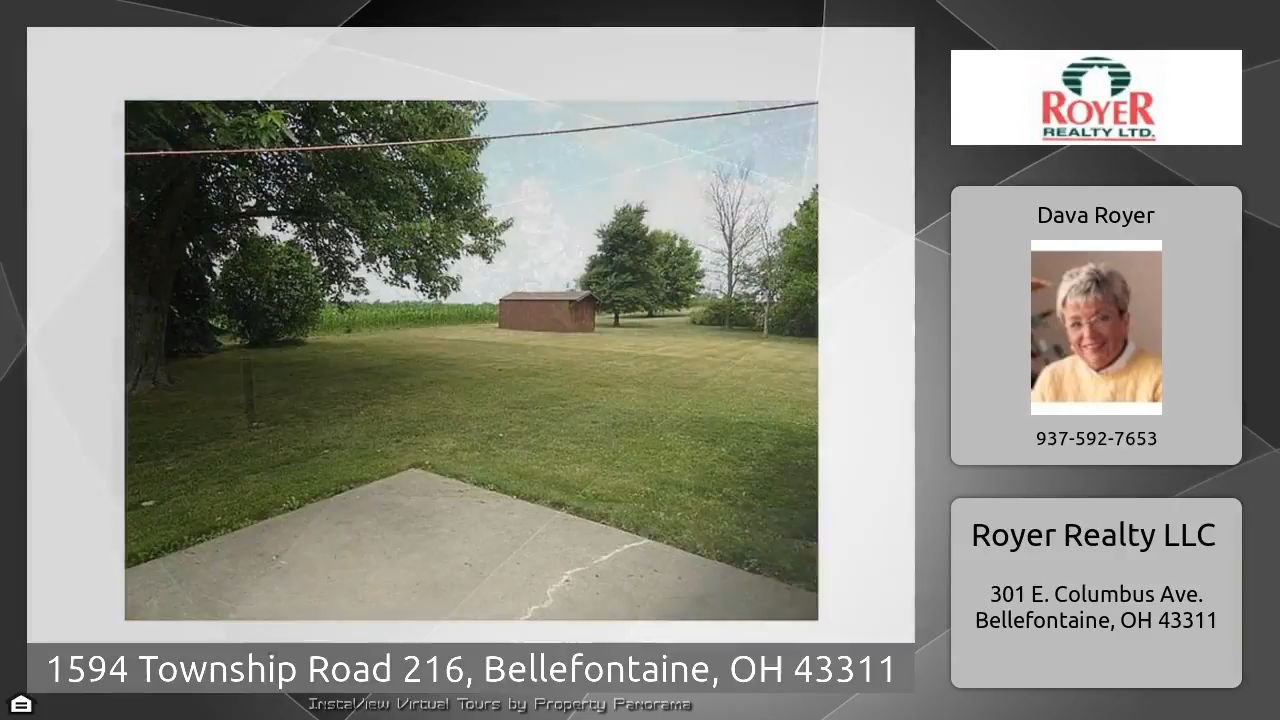 ROYER
REALTY LTD.
Dava Royer
937-592-7653
Royer Realty LLC
301 E. Columbus Ave.
Bellefontaine, OH 43311
1594 Township Road 216, Bellefontaine, OH 43311
InstaView Virtual Tours by Property Panorama